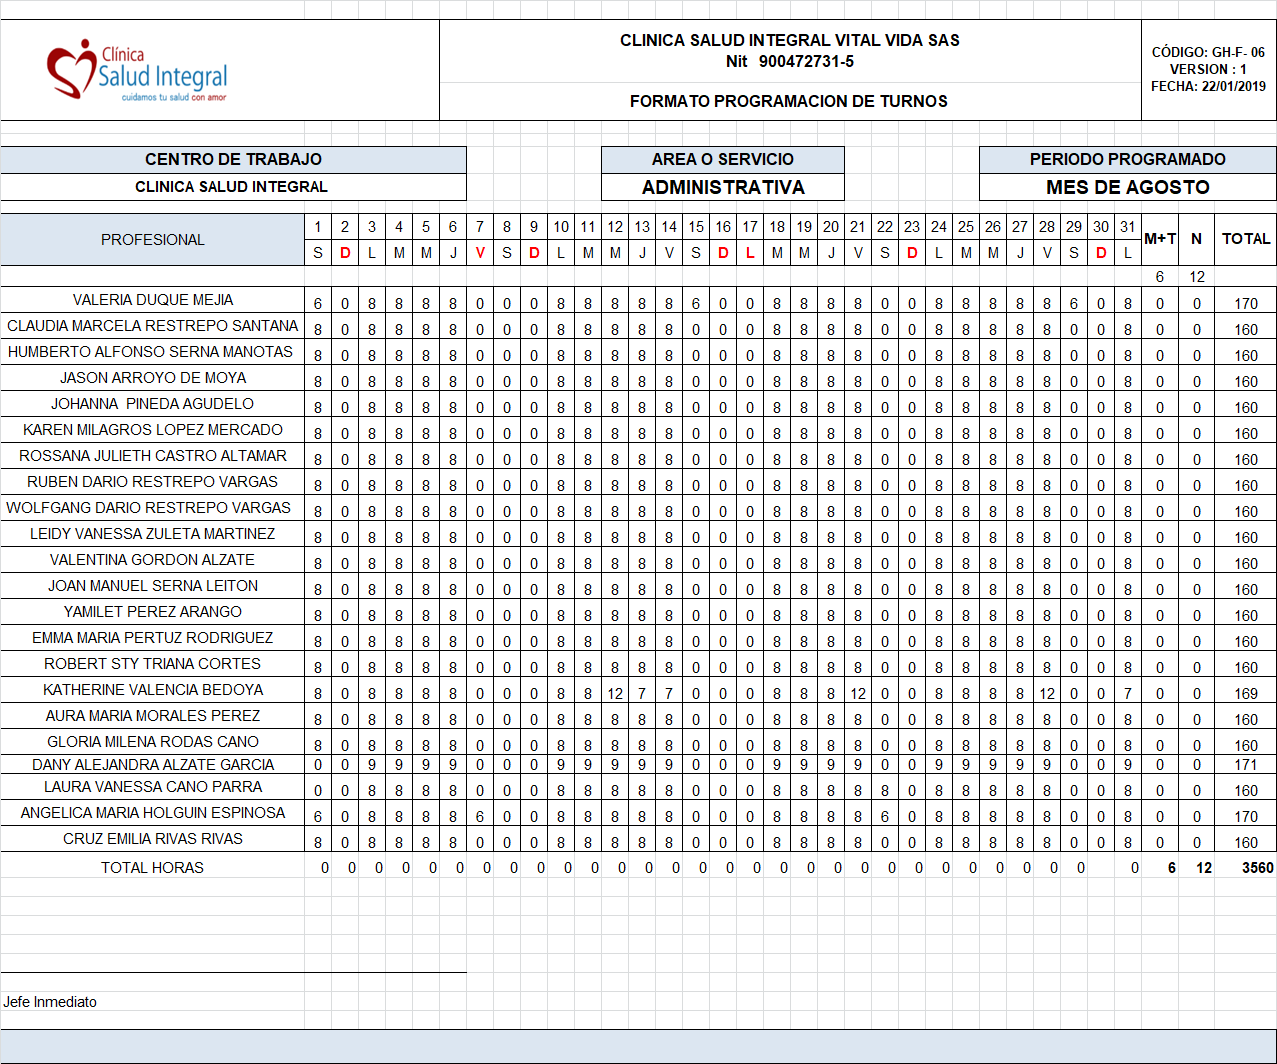 Clínica
Salud Integral
cuidamos tu salud con amor
CLINICA SALUD INTEGRAL VITAL VIDA SAS
Nit 900472731-5
FORMATO PROGRAMACION DE TURNOS
CÓDIGO: GH-F- 06
VERSION : 1
FECHA: 22/01/2019
CENTRO DE TRABAJO AREA O SERVICIO PERIODO PROGRAMADO
CLINICA SALUD INTEGRAL ADMINISTRATIVA MES DE AGOSTO
PROFESIONAL 1 2 3 4 5 6 7 8 9 10 11 12 13 14 15 16 17 18 19 20 21 22 23 24 25 26 27 28 29 30 31 M+T N TOTAL
S D L M M J V S D L M M J V S D L M M J V S D L M M J V S D L
6 12
VALERIA DUQUE MEJIA 6 0 8 8 8 8 0 0 0 8 8 8 8 8 6 0 0 8 8 8 8 0 0 8 8 8 8 8 6 0 8 0 0 170
CLAUDIA MARCELA RESTREPO SANTANA 8 0 8 8 8 8 0 0 0 8 8 8 8 8 0 0 0 8 8 8 8 0 0 8 8 8 8 8 0 0 8 0 0 160
HUMBERTO ALFONSO SERNA MANOTAS 8 0 8 8 8 8 0 0 0 8 8 8 8 8 0 0 0 8 8 8 8 0 0 8 8 8 8 8 0 0 8 0 0 160
JASON ARROYO DE MOYA 8 0 8 8 8 8 0 0 0 8 8 8 8 8 0 0 0 8 8 8 8 0 0 8 8 8 8 8 0 0 8 0 0 160
JOHANNA PINEDA AGUDELO 8 0 8 8 8 8 0 0 0 8 8 8 8 8 0 0 0 8 8 8 8 0 0 8 8 8 8 8 0 0 8 0 0 160
KAREN MILAGROS LOPEZ MERCADO 8 0 8 8 8 8 0 0 0 8 8 8 8 8 0 0 0 8 8 8 8 0 0 8 8 8 8 8 0 0 8 0 0 160
ROSSANA JULIETH CASTRO ALTAMAR 8 0 8 8 8 8 0 0 0 8 8 8 8 8 0 0 0 8 8 8 8 0 0 8 8 8 8 8 0 0 8 0 0 160
RUBEN DARIO RESTREPO VARGAS 8 0 8 8 8 8 0 0 0 8 8 8 8 8 0 0 0 8 8 8 8 0 0 8 8 8 8 8 0 0 8 0 0 160
WOLFGANG DARIO RESTREPO VARGAS 8 0 8 8 8 8 0 0 0 8 8 8 8 8 0 0 0 8 8 8 8 0 0 8 8 8 8 8 0 0 8 0 0 160
LEIDY VANESSA ZULETA MARTINEZ 8 0 8 8 8 8 0 0 0 8 8 8 8 8 0 0 0 8 8 8 8 0 0 8 8 8 8 8 0 0 8 0 0 160
VALENTINA GORDON ALZATE 8 0 8 8 8 8 0 0 0 8 8 8 8 8 0 0 0 8 8 8 8 0 0 8 8 8 8 8 0 0 8 0 0 160
JOAN MANUEL SERNA LEITON 8 0 8 8 8 8 0 0 0 8 8 8 8 8 0 0 0 8 8 8 8 0 0 8 8 8 8 8 0 0 8 0 0 160
YAMILET PEREZ ARANGO 8 0 8 8 8 8 0 0 0 8 8 8 8 8 0 0 0 8 8 8 8 0 0 8 8 8 8 8 0 0 8 0 0 160
EMMA MARIA PERTUZ RODRIGUEZ 8 0 8 8 8 8 0 0 0 8 8 8 8 8 0 0 0 8 8 8 8 0 0 8 8 8 8 8 0 0 8 0 0 160
ROBERT STY TRIANA CORTES 8 0 8 8 8 8 0 0 0 8 8 8 8 8 0 0 0 8 8 8 8 0 0 8 8 8 8 8 0 0 8 0 0 160
KATHERINE VALENCIA BEDOYA 8 0 8 8 8 8 0 0 0 8 8 12 7 7 0 0 0 8 8 8 12 0 0 8 8 8 8 12 0 0 7 0 0 169
AURA MARIA MORALES PEREZ 8 0 8 8 8 8 0 0 0 8 8 8 8 8 0 0 0 8 8 8 8 0 0 8 8 8 8 8 0 0 8 0 0 160
GLORIA MILENA RODAS CANO 8 0 8 8 8 8 0 0 0 8 8 8 8 8 0 0 0 8 8 8 8 0 0 8 8 8 8 8 0 0 8 0 0 160
DANY ALEJANDRA ALZATE GARCIA 0 0 9 9 9 9 0 0 0 9 9 9 9 9 0 0 0 9 9 9 9 0 0 9 9 9 9 9 0 0 9 0 0 171
LAURA VANESSA CANO PARRA 0 0 8 8 8 8 0 0 0 8 8 8 8 8 0 0 0 8 8 8 8 0 0 8 8 8 8 8 0 0 8 0 0 160
ANGELICA MARIA HOLGUIN ESPINOSA 6 0 8 8 8 8 6 0 0 8 8 8 8 8 0 0 0 8 8 8 8 6 0 8 8 8 8 8 0 0 8 0 0 170
CRUZ EMILIA RIVAS RIVAS 8 0 8 8 8 8 0 0 0 8 8 8 8 8 0 0 0 8 8 8 8 0 0 8 8 8 8 8 0 0 8 0 0 160
TOTAL HORAS 0 0 0 0 0 0 0 0 0 0 0 0 0 0 0 0 0 0 0 0 0 0 0 0 0 0 0 0 0 0 6 12 3560
Jefe Inmediato